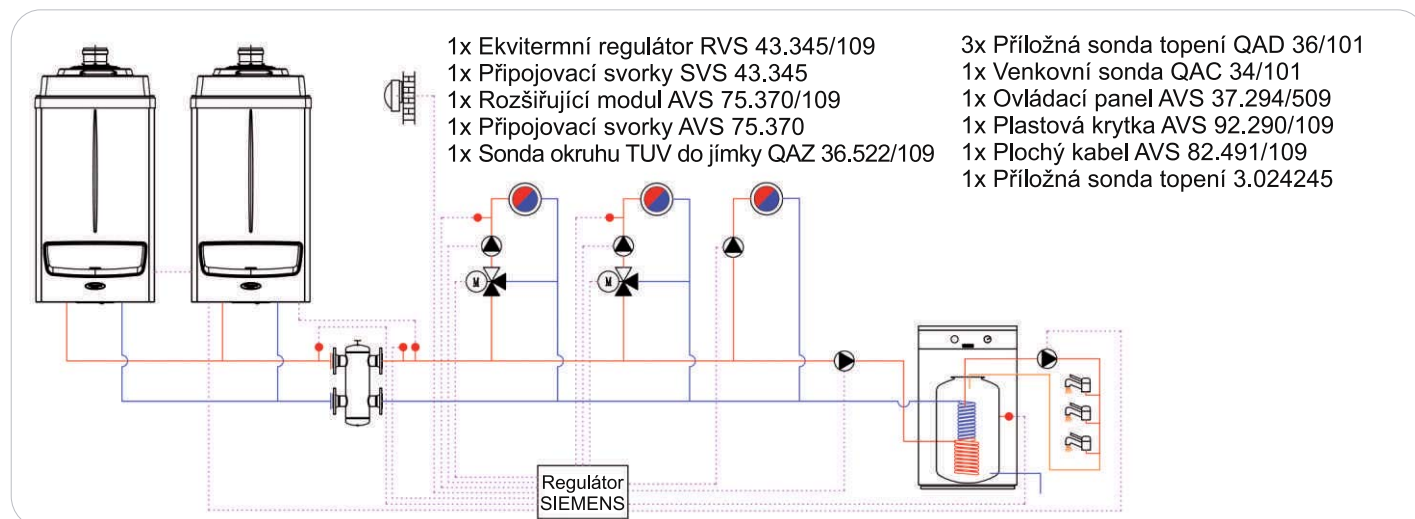 1x Ekvitermní regulátor RVS 43.345/109
1x Připojovací svorky SVS 43.345
1x Rozšiřující modul AVS 75.370/109
1x Připojovací svorky AVS 75.370
1x Sonda okruhu TUV do jímky QAZ 36.522/109
3x Příložná sonda topení QAD 36/101
1x Venkovní sonda QAC 34/101
1x Ovládací panel AVS 37.294/509
1x Plastová krytka AVS 92.290/109
1x Plochý kabel AVS 82.491/109
1x Příložná sonda topení 3.024245
M
M
Regulátor
SIEMENS